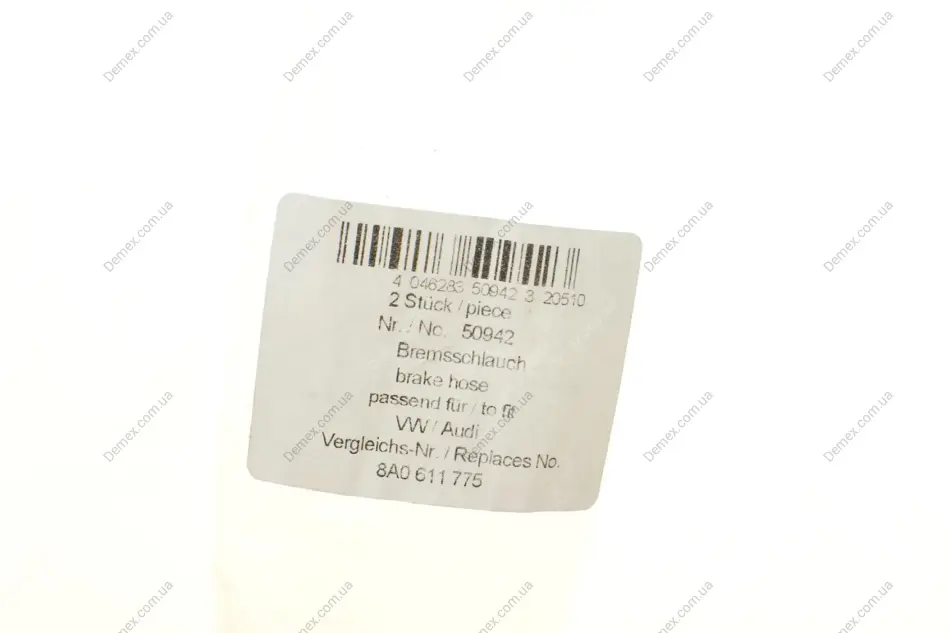 4 046283 50942 3 20510
2 Stück / piece
Nr. / No. 50942
Bremsschlauch
brake hose
passend für / to fit
VW / Audi
Vergleichs-Nr. / Replaces No.
8A0 611 775
Demex.com.ua